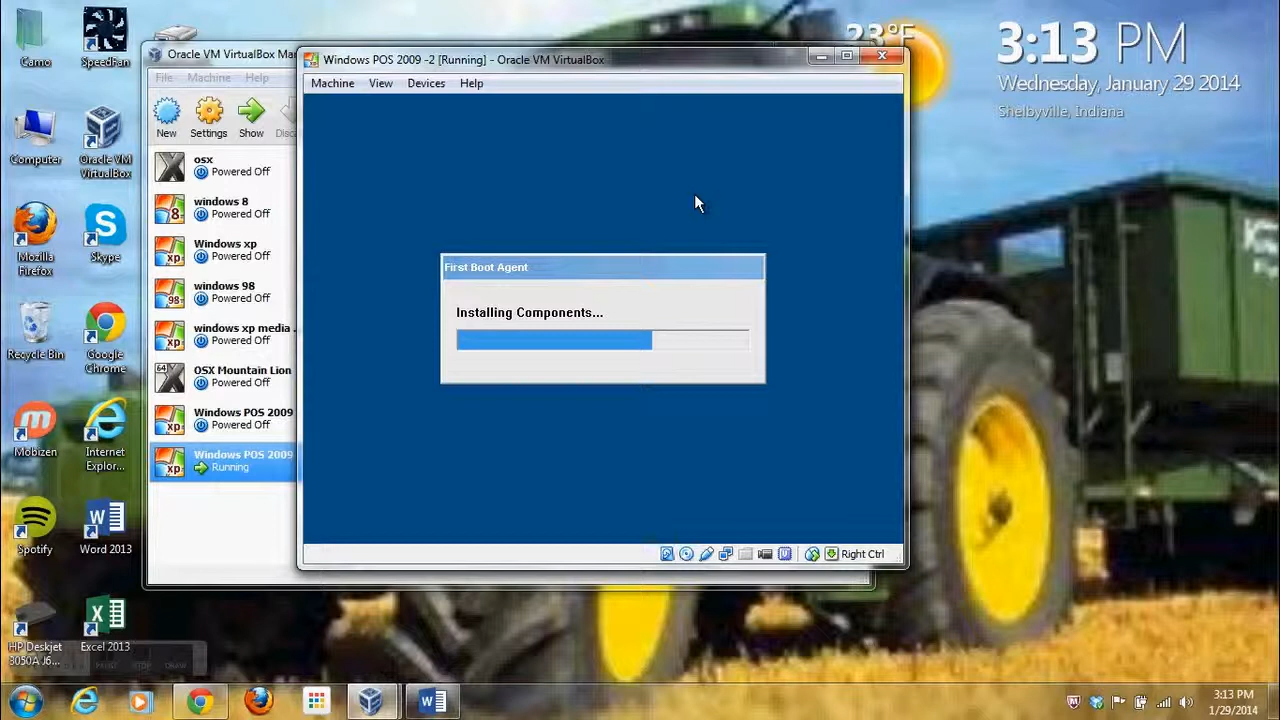 Camo
SpeedFan
Computer
Oracle VM
VirtualBox
Mozilla
Firefox
Skype
Recycle Bin
Google
Chrome
Mobizen
Internet
Explor...
Spotify
Word 2013
HP Deskjet
3050A J6...
Excel 2013
PAUSE STOP DRAW
Oracle VM VirtualBox Ma
File Machine Help
New
Settings
Show
Disc
osx
Powered Off
windows 8
Powered Off
Windows xp
Powered Off
windows 98
Powered Off
windows xp media .
Powered Off
OSX Mountain Lion
Powered Off
Windows POS 2009
Powered Off
Windows POS 2009
Running
Windows POS 2009 -2 [Running] - Oracle VM VirtualBox
Machine View Devices Help
First Boot Agent
Installing Components...
Right Ctrl
23°F
3:13 PM
Wednesday, January 29 2014
Shelbyville, Indiana
3:13 PM
1/29/2014